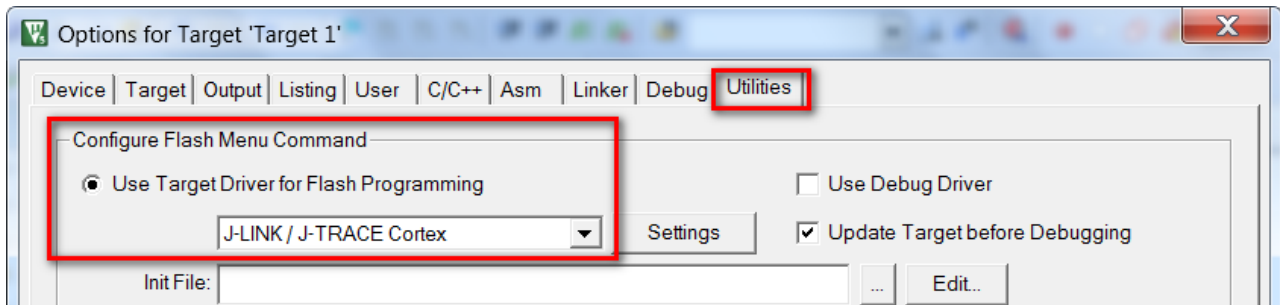 Options for Target 'Target 1'
Device Target Output Listing User C/C++ Asm Linker Debug Utilities
Configure Flash Menu Command
Use Target Driver for Flash Programming
Use Debug Driver
J-LINK / J-TRACE Cortex
Settings
Update Target before Debugging
Init File:
...
Edit...